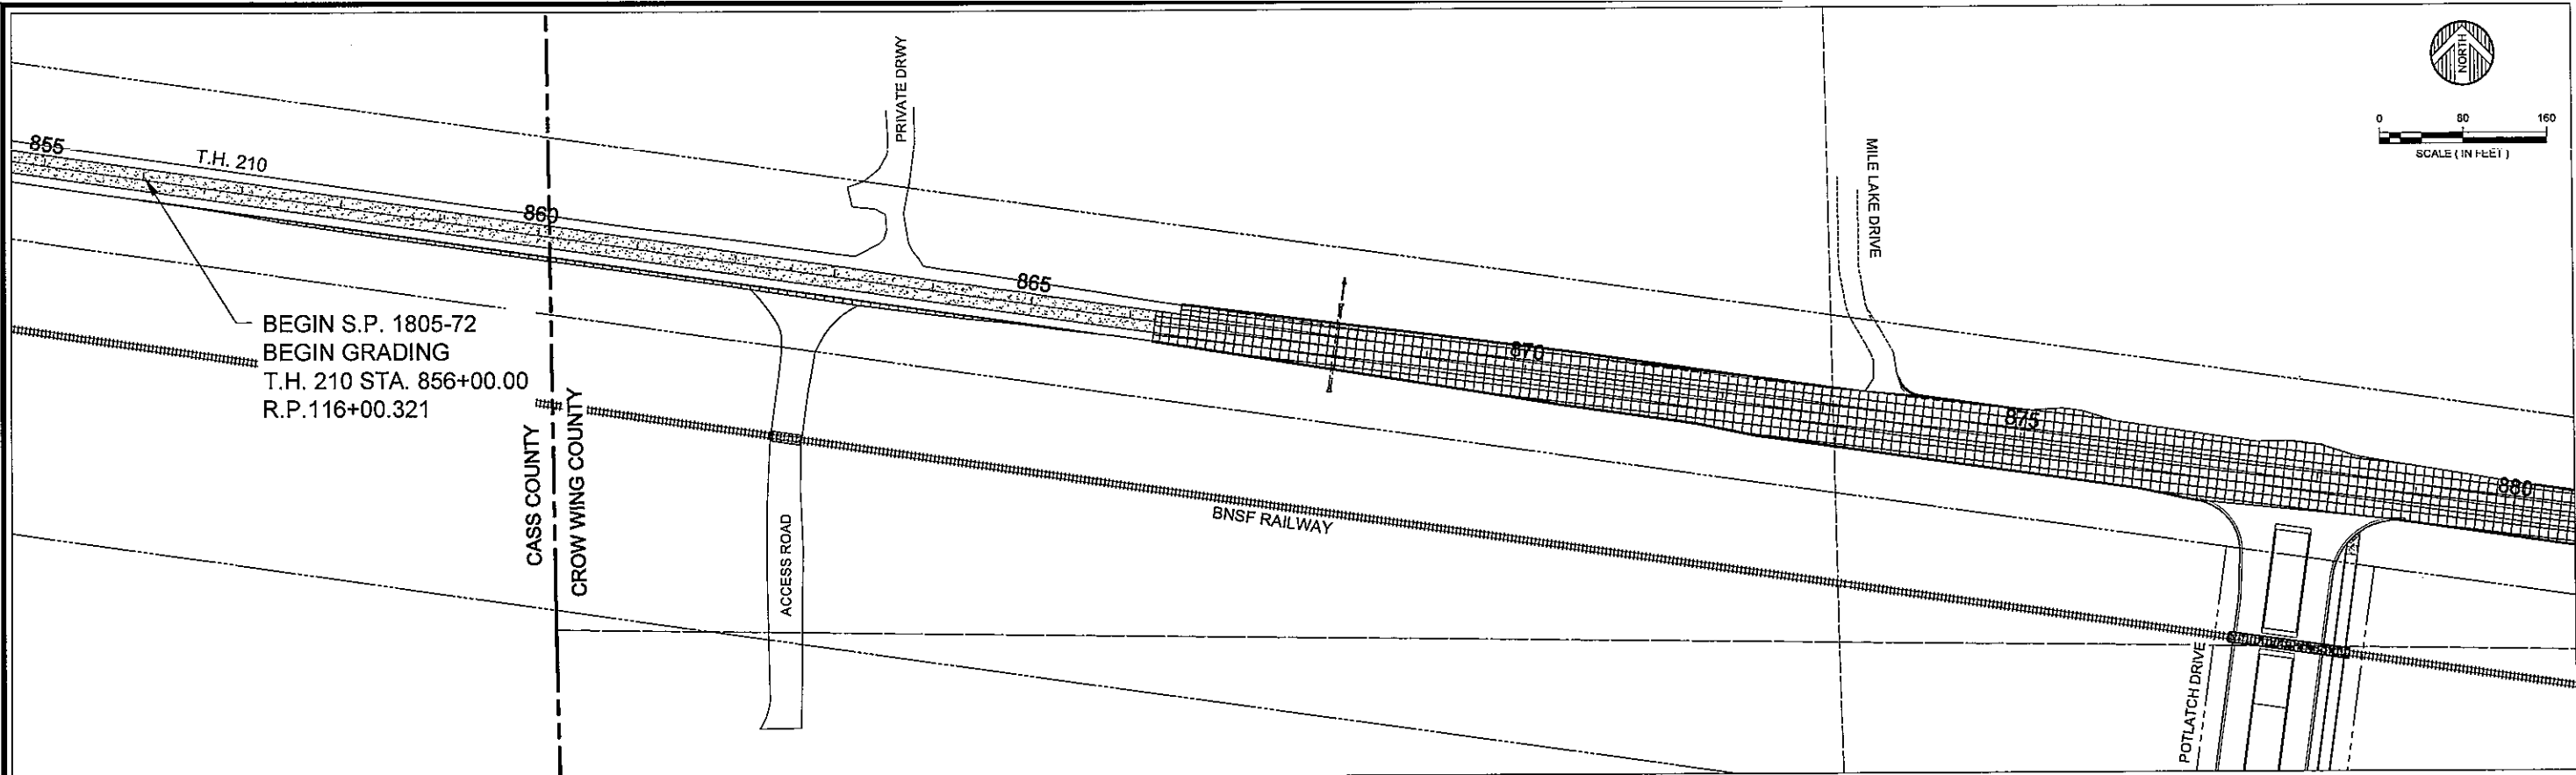 NORTH
0 80 160
SCALE ( IN FEET )
PRIVATE DRWY
MILE LAKE DRIVE
855
T.H. 210
860
865
870
875
880
BEGIN S.P. 1805-72
BEGIN GRADING
T.H. 210 STA. 856+00.00
R.P.116+00.321
CASS COUNTY
CROW WING COUNTY
ACCESS ROAD
BNSF RAILWAY
POTLATCH DRIVE